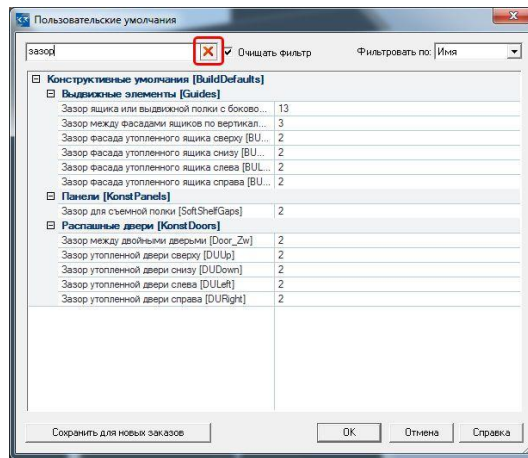 Пользовательские умолчания
зазор
Очищать фильтр
Фильтровать по: Имя
Конструктивные умолчания [BuildDefaults]
Выдвижные элементы [Guides]
Зазор ящика или выдвижной полки с боково... 13
Зазор между фасадами ящиков по вертикал... 3
Зазор фасада утопленного ящика сверху [BU... 2
Зазор фасада утопленного ящика снизу [BU... 2
Зазор фасада утопленного ящика слева [BUL... 2
Зазор фасада утопленного ящика справа [BU... 2
Панели [KonstPanels]
Зазор для съемной полки [SoftShelfGaps] 2
Распашные двери [KonstDoors]
Зазор между двойными дверьми [Door_Zw] 2
Зазор утопленной двери сверху [DUUp] 2
Зазор утопленной двери снизу [DUDown] 2
Зазор утопленной двери слева [DULeft] 2
Зазор утопленной двери справа [DURight] 2
Сохранить для новых заказов
OK
Отмена
Справка